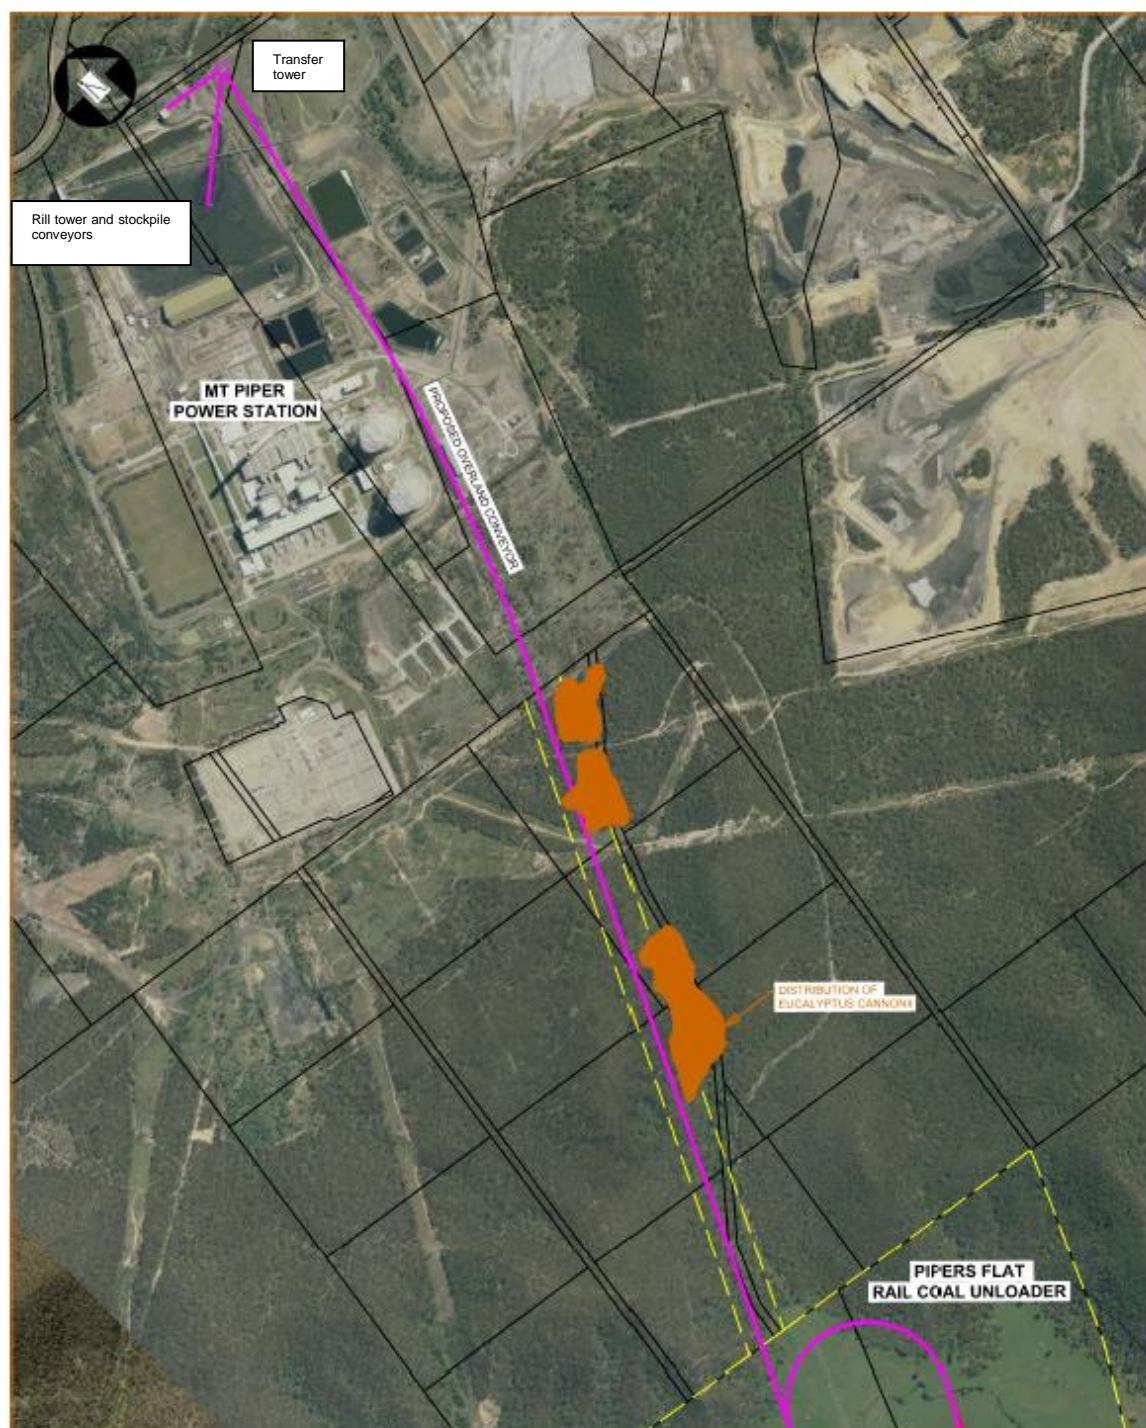 Transfer
tower
Rill tower and stockpile
conveyors
MT PIPER
POWER STATION
PROPOSED OVERLAND CONVEYOR
DISTRIBUTION OF
EUCALYPTUS CANNONII
PIPERS FLAT
RAIL COAL UNLOADER